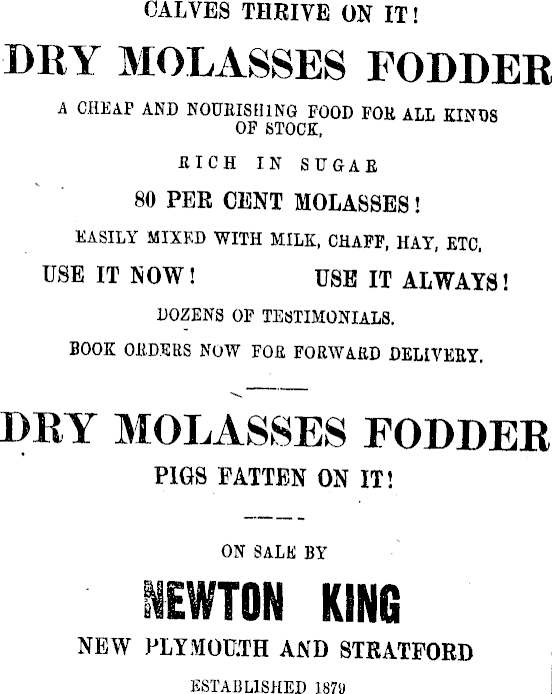 CALVES THRIVE ON IT!
DRY MOLASSES FODDER
A CHEAP AND NOURISHING FOOD FOR ALL KINDS
OF STOCK,
RICH IN SUGAR
80 PER CENT MOLASSES!
EASILY MIXED WITH MILK, CHAFF, HAY, ETC.
USE IT NOW! USE IT ALWAYS!
DOZENS OF TESTIMONIALS.
BOOK ORDERS NOW FOR FORWARD DELIVERY.
DRY MOLASSES FODDER
PIGS FATTEN ON IT!
ON SALE BY
NEWTON KING
NEW PLYMOUTH AND STRATFORD
ESTABLISHED 1879